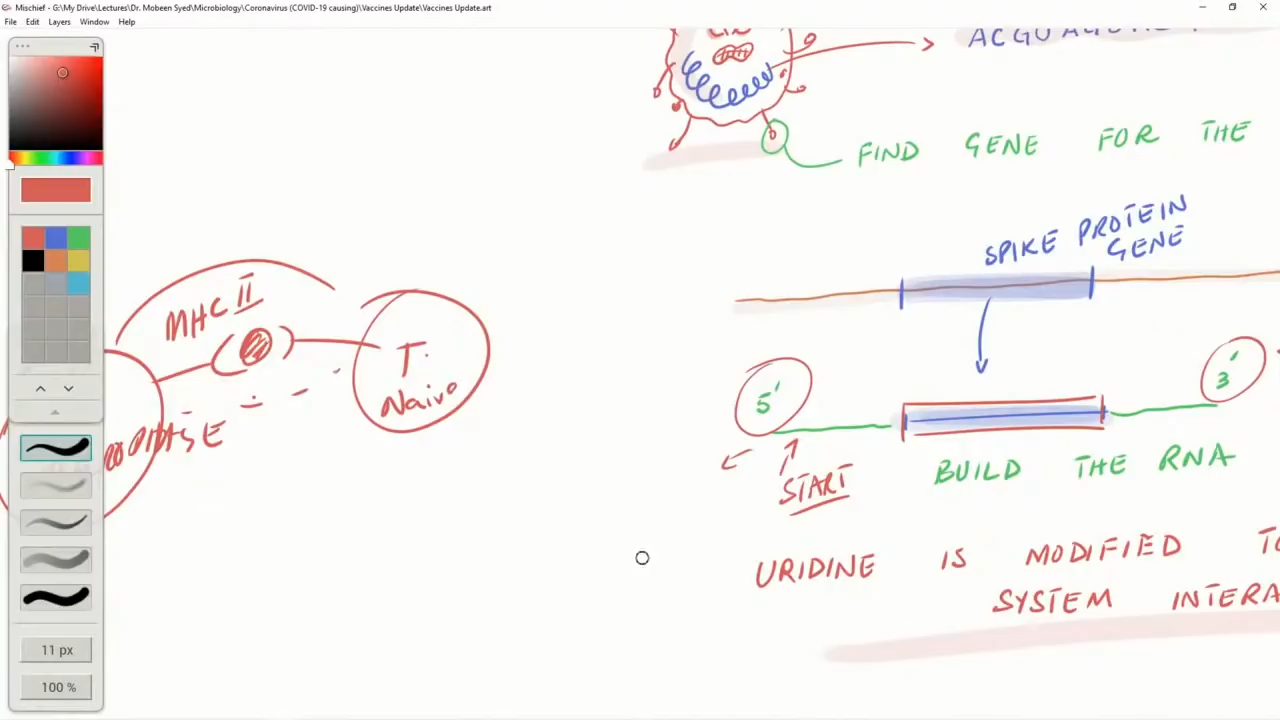 Mischief - G:\My Drive\Lectures\Dr. Mobeen Syed\Microbiology\Coronavirus (COVID-19 causing)\Vaccines Update\Vaccines Update.art
File Edit Layers Window Help
FIND GENE FOR THE
SPIKE PROTEIN
GENE
MHC II
T.
Naive
5'
3'
START
BUILD THE RNA
URIDINE IS MODIFIED TO
SYSTEM INTERA
11 px
100 %